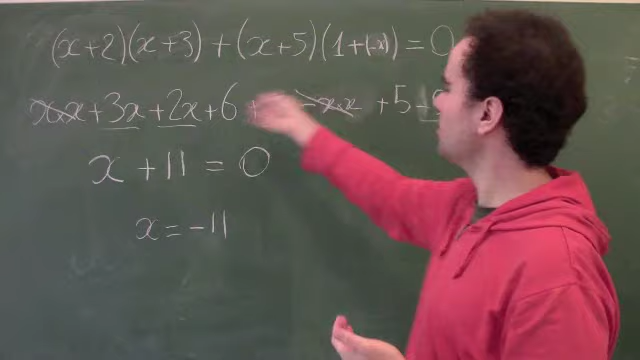 (x+2)(x+3)+(x+5)(1+(-x))=0
x·x+3x+2x+6+ -x·x +5-
x+11=0
x=-11